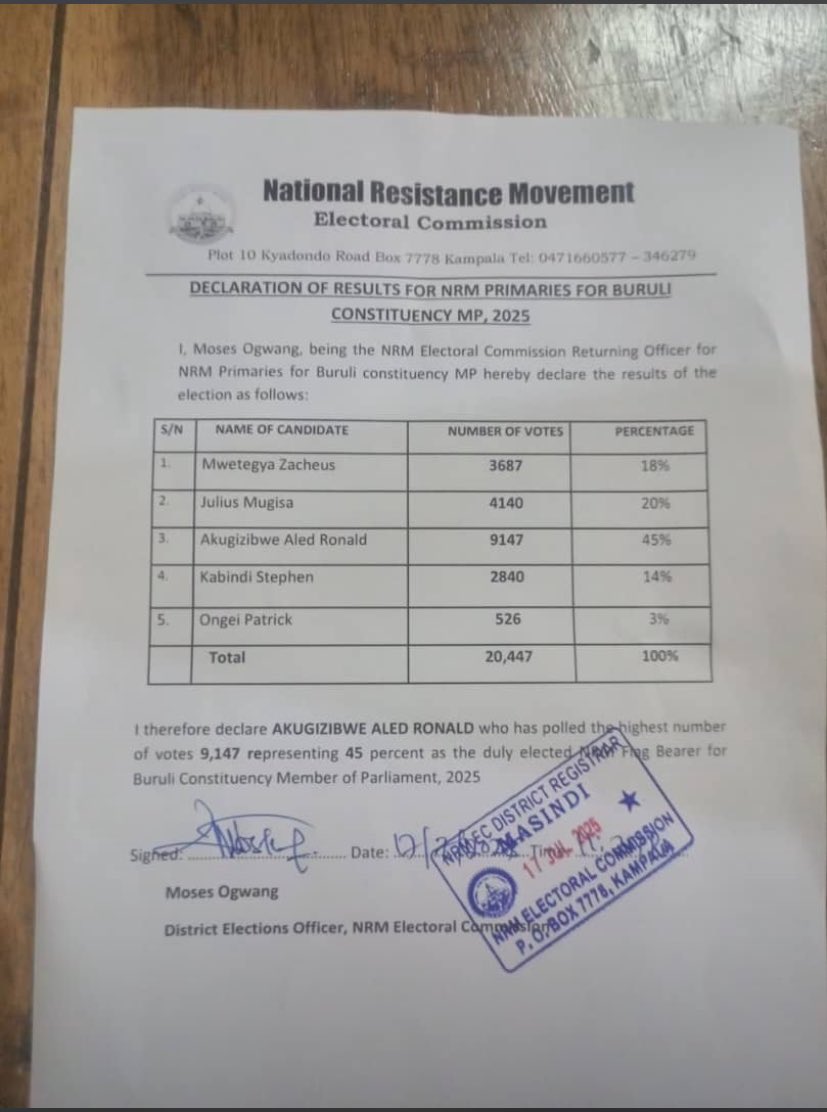 National Resistance Movement
Electoral Commission
Plot 10 Kyadondo Road Box 7778 Kampala Tel: 0471660577 – 346279
DECLARATION OF RESULTS FOR NRM PRIMARIES FOR BURULI
CONSTITUENCY MP, 2025
I, Moses Ogwang, being the NRM Electoral Commission Returning Officer for
NRM Primaries for Buruli constituency MP hereby declare the results of the
election as follows:
S/N NAME OF CANDIDATE NUMBER OF VOTES PERCENTAGE
1. Mwetegya Zacheus 3687 18%
2. Julius Mugisa 4140 20%
3. Akugizibwe Aled Ronald 9147 45%
4. Kabindi Stephen 2840 14%
5. Ongei Patrick 526 3%
Total 20,447 100%
I therefore declare AKUGIZIBWE ALED RONALD who has polled the highest number
of votes 9,147 representing 45 percent as the duly elected NRM Flag Bearer for
Buruli Constituency Member of Parliament, 2025
Signed: Date: Time
Moses Ogwang
District Elections Officer, NRM Electoral Commission
NRM EC DISTRICT REGISTRAR
MASINDI
17 JUL 2025
NRM ELECTORAL COMMISSION
P. O. BOX 7778, KAMPALA